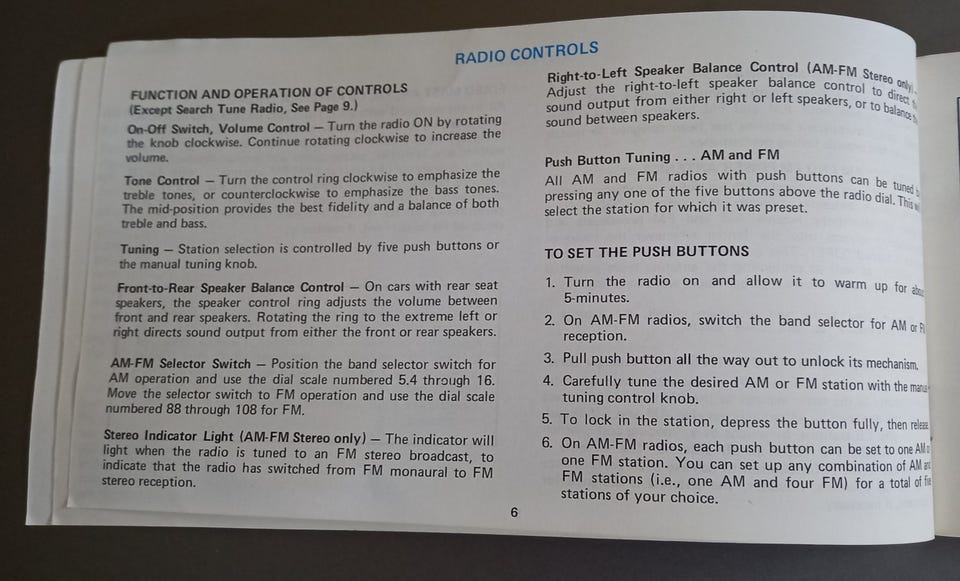 RADIO CONTROLS
FUNCTION AND OPERATION OF CONTROLS
(Except Search Tune Radio, See Page 9.)
On-Off Switch, Volume Control — Turn the radio ON by rotating
the knob clockwise. Continue rotating clockwise to increase the
volume.
Tone Control — Turn the control ring clockwise to emphasize the
treble tones, or counterclockwise to emphasize the bass tones.
The mid-position provides the best fidelity and a balance of both
treble and bass.
Tuning — Station selection is controlled by five push buttons or
the manual tuning knob.
Front-to-Rear Speaker Balance Control — On cars with rear seat
speakers, the speaker control ring adjusts the volume between
front and rear speakers. Rotating the ring to the extreme left or
right directs sound output from either the front or rear speakers.
AM-FM Selector Switch — Position the band selector switch for
AM operation and use the dial scale numbered 5.4 through 16.
Move the selector switch to FM operation and use the dial scale
numbered 88 through 108 for FM.
Stereo Indicator Light (AM-FM Stereo only) — The indicator will
light when the radio is tuned to an FM stereo broadcast, to
indicate that the radio has switched from FM monaural to FM
stereo reception.
Right-to-Left Speaker Balance Control (AM-FM Stereo only)
Adjust the right-to-left speaker balance control to direct
sound output from either right or left speakers, or to balance
sound between speakers.
Push Button Tuning . . . AM and FM
All AM and FM radios with push buttons can be tuned
pressing any one of the five buttons above the radio dial. This
select the station for which it was preset.
TO SET THE PUSH BUTTONS
1. Turn the radio on and allow it to warm up for
5-minutes.
2. On AM-FM radios, switch the band selector for AM or
reception.
3. Pull push button all the way out to unlock its mechanism.
4. Carefully tune the desired AM or FM station with the
tuning control knob.
5. To lock in the station, depress the button fully, then
6. On AM-FM radios, each push button can be set to one AM
one FM station. You can set up any combination of AM
FM stations (i.e., one AM and four FM) for a total of
stations of your choice.
6